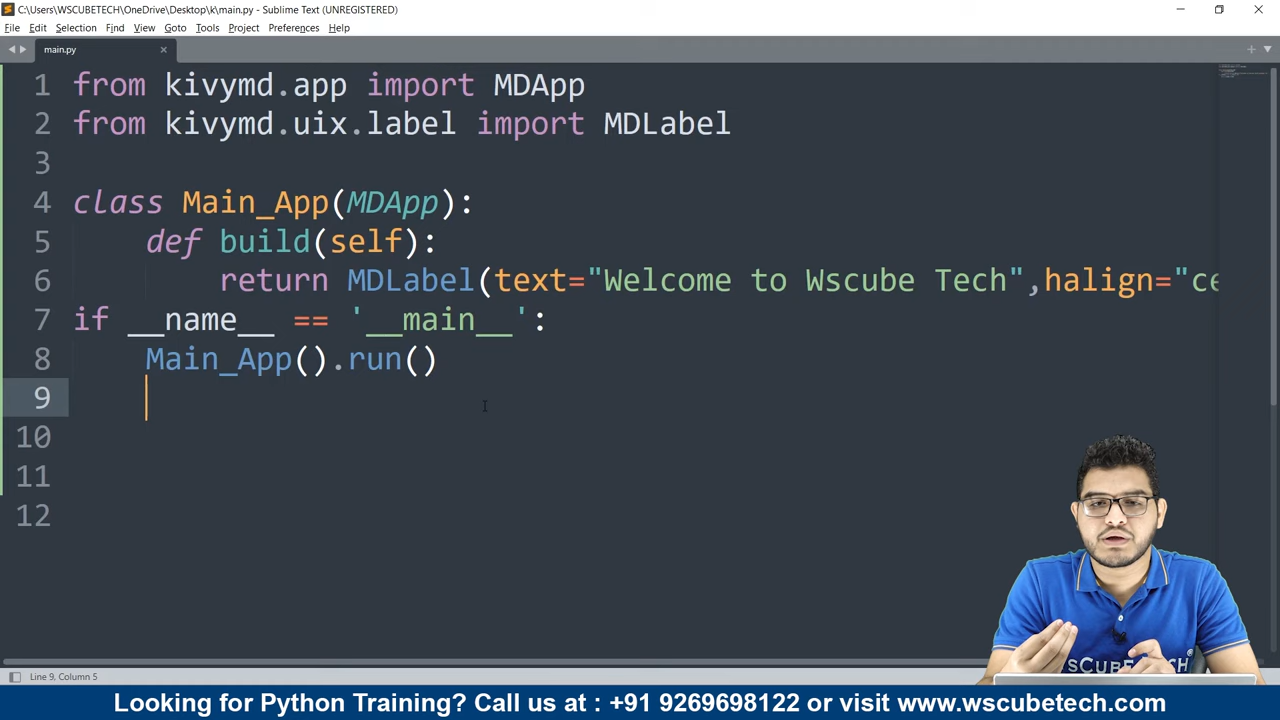 C:\Users\WSCUBETECH\OneDrive\Desktop\k\main.py - Sublime Text (UNREGISTERED)
File Edit Selection Find View Goto Tools Project Preferences Help
main.py
1 from kivymd.app import MDApp
2 from kivymd.uix.label import MDLabel
3
4 class Main_App(MDApp):
5 def build(self):
6 return MDLabel(text="Welcome to Wscube Tech",halign="ce
7 if __name__ == '__main__':
8 Main_App().run()
9
10
11
12
WSCUBETECH
Line 9, Column 5
Looking for Python Training? Call us at : +91 9269698122 or visit www.wscubetech.com